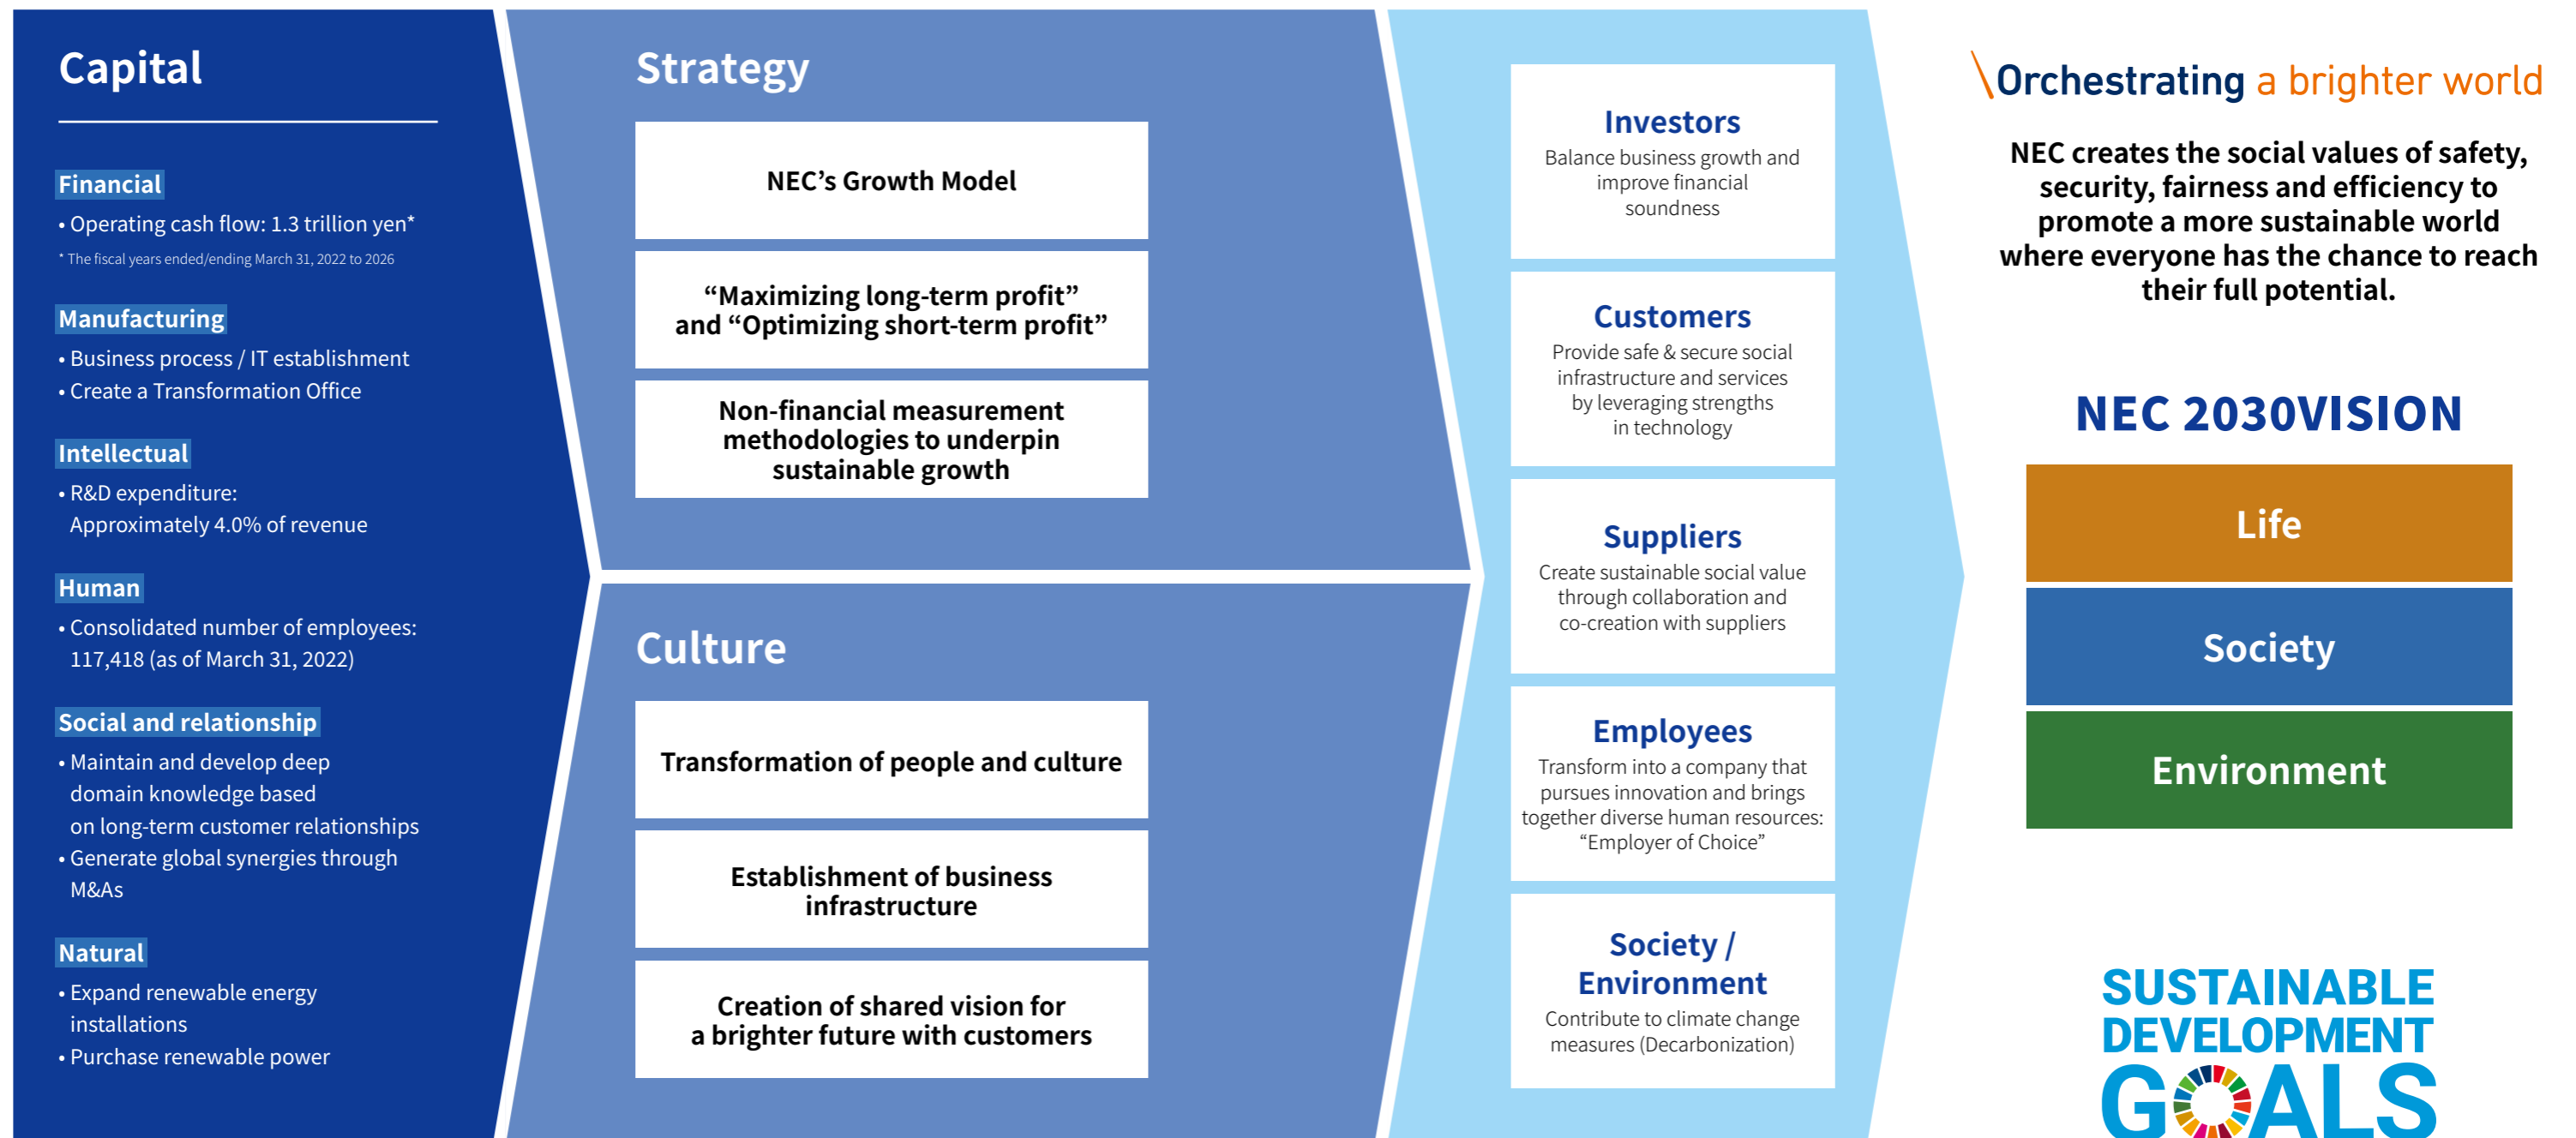 Capital
Financial
• Operating cash flow: 1.3 trillion yen*
* The fiscal years ended/ending March 31, 2022 to 2026
Manufacturing
• Business process / IT establishment
• Create a Transformation Office
Intellectual
• R&D expenditure:
Approximately 4.0% of revenue
Human
• Consolidated number of employees:
117,418 (as of March 31, 2022)
Social and relationship
• Maintain and develop deep
domain knowledge based
on long-term customer relationships
• Generate global synergies through
M&As
Natural
• Expand renewable energy
installations
• Purchase renewable power
Strategy
NEC’s Growth Model
“Maximizing long-term profit”
and “Optimizing short-term profit”
Non-financial measurement
methodologies to underpin
sustainable growth
Culture
Transformation of people and culture
Establishment of business
infrastructure
Creation of shared vision for
a brighter future with customers
Investors
Balance business growth and
improve financial
soundness
Customers
Provide safe & secure social
infrastructure and services
by leveraging strengths
in technology
Suppliers
Create sustainable social value
through collaboration and
co-creation with suppliers
Employees
Transform into a company that
pursues innovation and brings
together diverse human resources:
“Employer of Choice”
Society /
Environment
Contribute to climate change
measures (Decarbonization)
\Orchestrating a brighter world
NEC creates the social values of safety,
security, fairness and efficiency to
promote a more sustainable world
where everyone has the chance to reach
their full potential.
NEC 2030VISION
Life
Society
Environment
SUSTAINABLE
DEVELOPMENT
GOALS